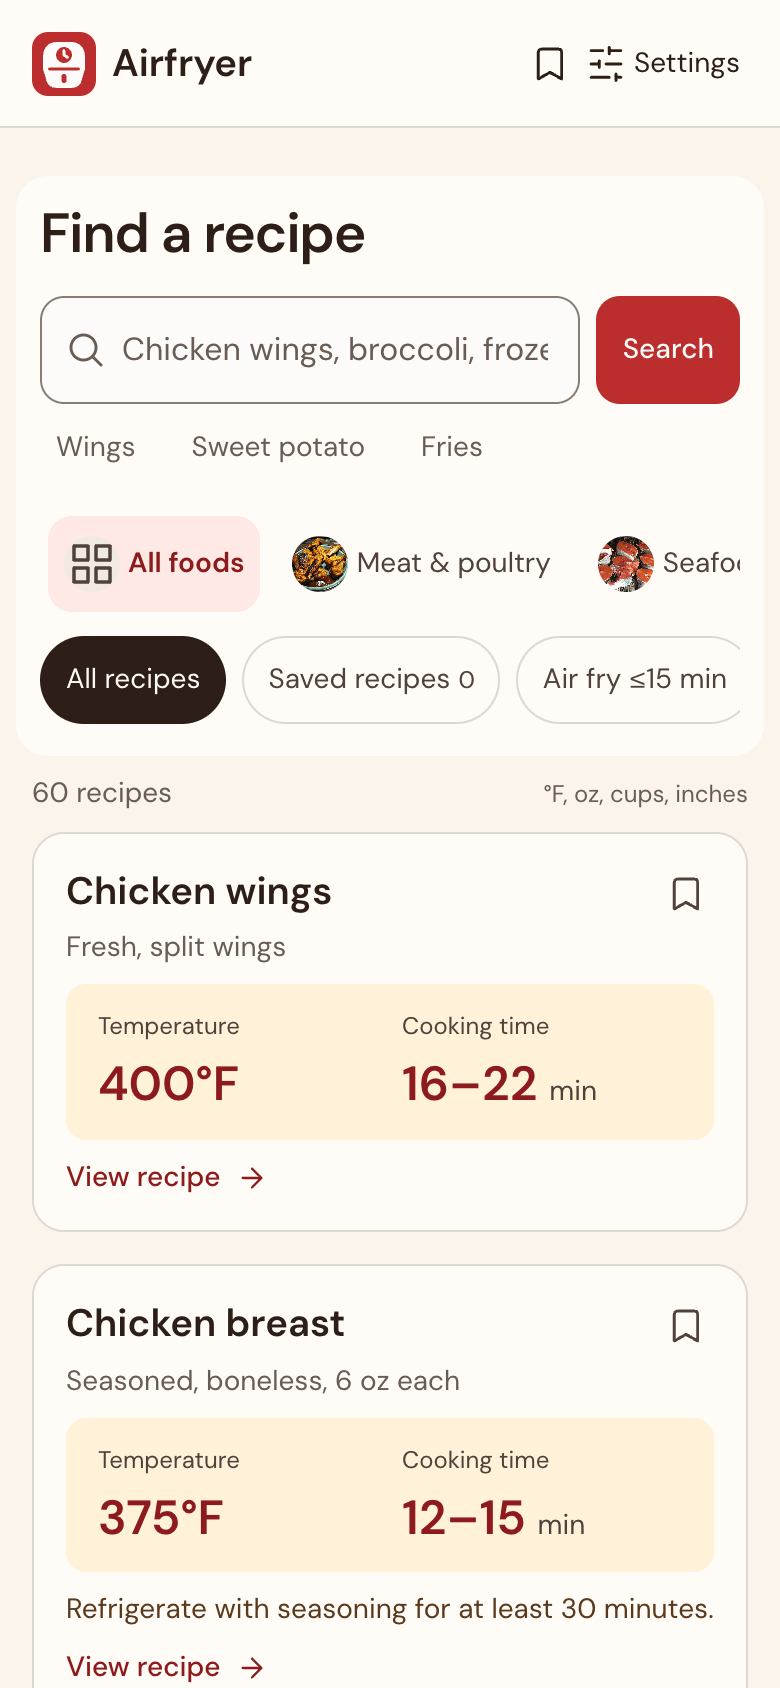 Airfryer
Settings
Find a recipe
Chicken wings, broccoli, froze
Search
Wings Sweet potato Fries
All foods Meat & poultry Seafoo
All recipes Saved recipes 0 Air fry ≤15 min
60 recipes °F, oz, cups, inches
Chicken wings
Fresh, split wings
Temperature Cooking time
400°F 16–22 min
View recipe →
Chicken breast
Seasoned, boneless, 6 oz each
Temperature Cooking time
375°F 12–15 min
Refrigerate with seasoning for at least 30 minutes.
View recipe →